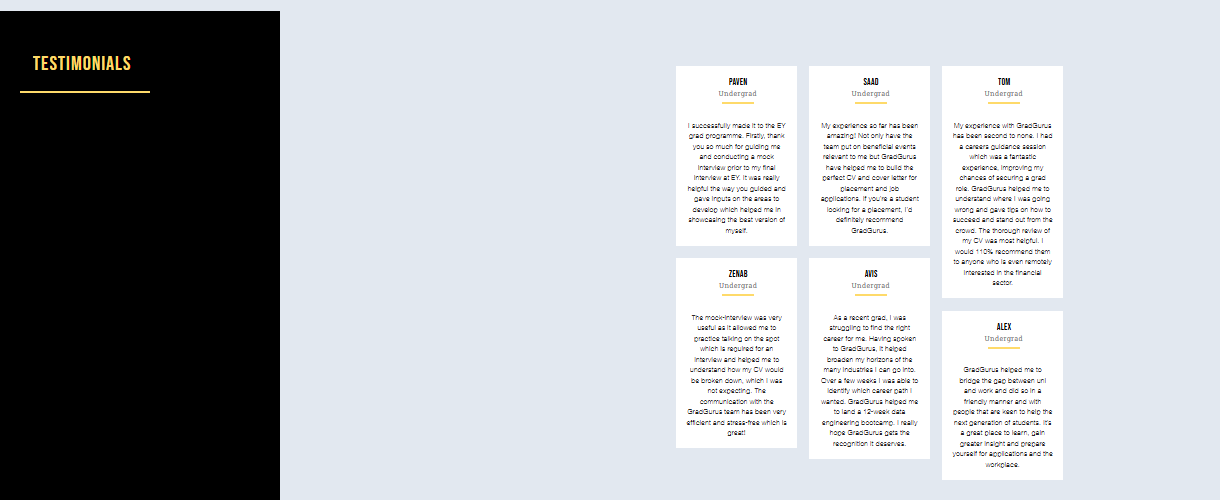 TESTIMONIALS
PAVEN
Undergrad
I successfully made it to the EY
grad programme. Firstly, thank
you so much for guiding me
and conducting a mock
interview prior to my final
interview at EY. It was really
helpful the way you guided and
gave inputs on the areas to
develop which helped me in
showcasing the best version of
myself.
SAAD
Undergrad
My experience so far has been
amazing! Not only have the
team put on beneficial events
relevant to me but GradGurus
have helped me to build the
perfect CV and cover letter for
placement and job
applications. If you're a student
looking for a placement, I'd
definitely recommend
GradGurus.
TOM
Undergrad
My experience with GradGurus
has been second to none. I had
a careers guidance session
which was a fantastic
experience, improving my
chances of securing a grad
role. GradGurus helped me to
understand where I was going
wrong and gave tips on how to
succeed and stand out from the
crowd. The thorough review of
my CV was most helpful. I
would 110% recommend them
to anyone who is even remotely
interested in the financial
sector.
ZENAB
Undergrad
The mock-interview was very
useful as it allowed me to
practice talking on the spot
which is required for an
interview and helped me to
understand how my CV would
be broken down, which I was
not expecting. The
communication with the
GradGurus team has been very
efficient and stress-free which is
great!
AVIS
Undergrad
As a recent grad, I was
struggling to find the right
career for me. Having spoken
to GradGurus, it helped
broaden my horizons of the
many industries I can go into.
Over a few weeks I was able to
identify which career path I
wanted. GradGurus helped me
to land a 12-week data
engineering bootcamp. I really
hope GradGurus gets the
recognition it deserves.
ALEX
Undergrad
GradGurus helped me to
bridge the gap between uni
and work and did so in a
friendly manner and with
people that are keen to help the
next generation of students. It's
a great place to learn, gain
greater insight and prepare
yourself for applications and the
workplace.